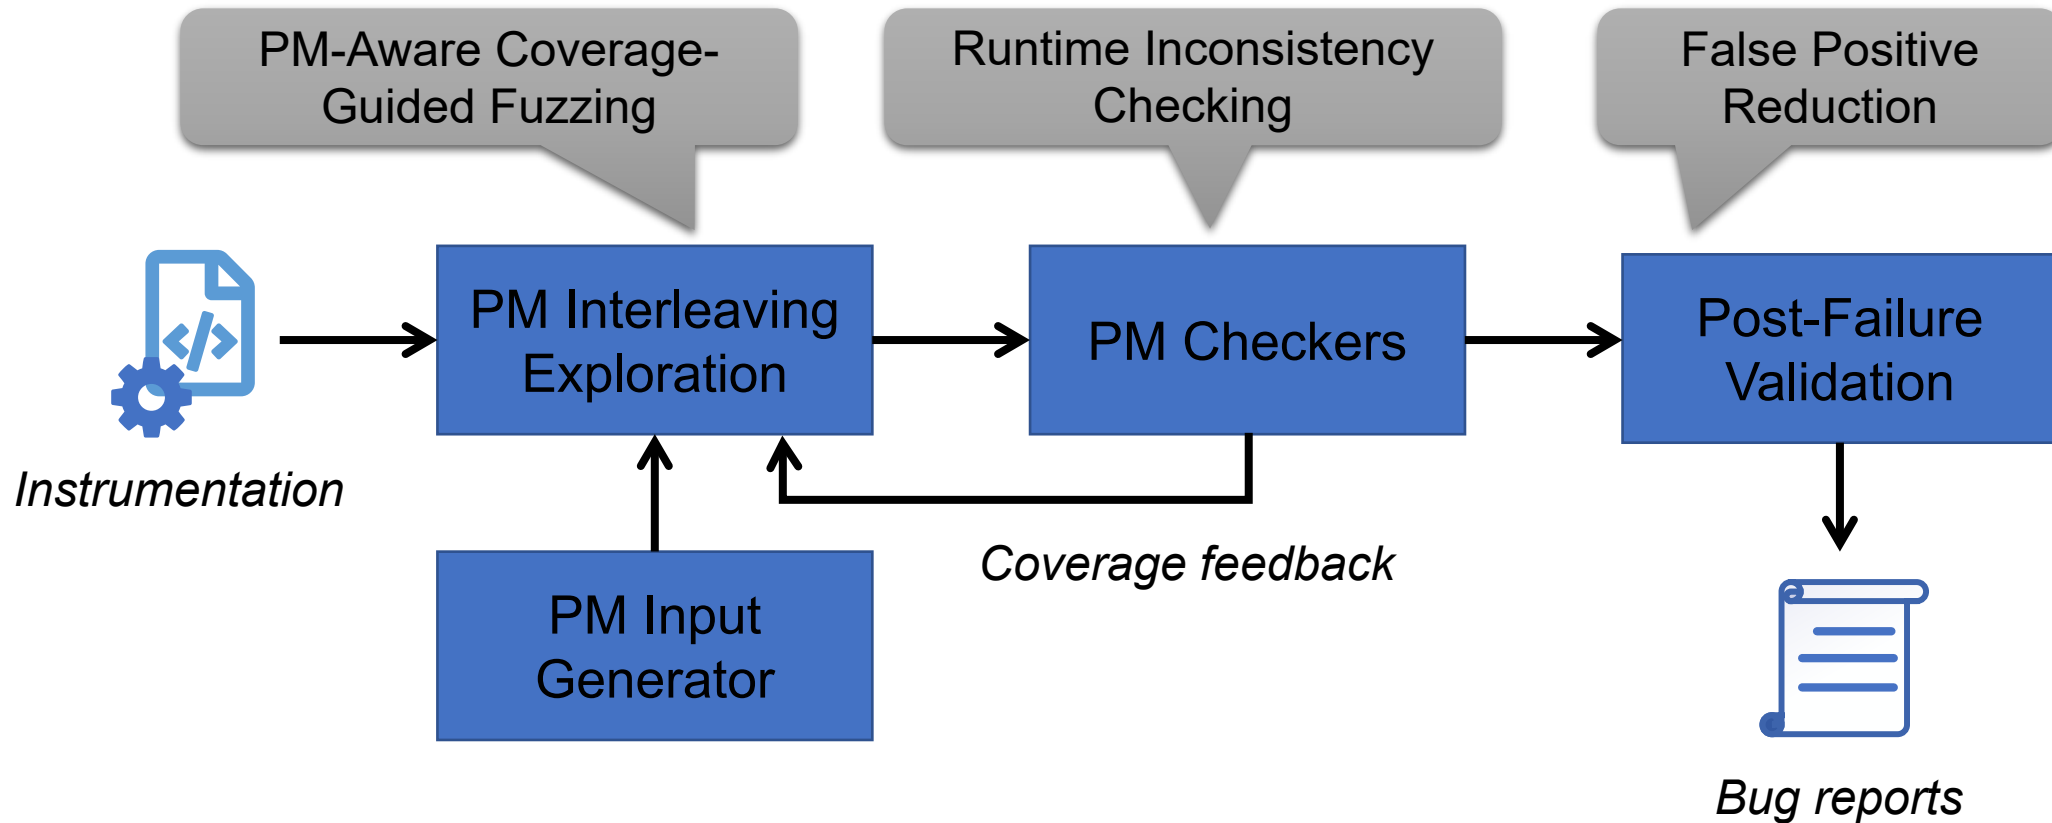 PM-Aware Coverage-
Guided Fuzzing
Runtime Inconsistency
Checking
False Positive
Reduction
PM Interleaving
Exploration
PM Checkers
Post-Failure
Validation
Instrumentation
Coverage feedback
PM Input
Generator
Bug reports